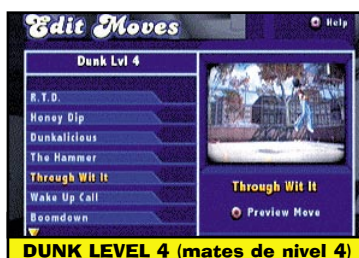 Edit Moves
Help
Dunk Lvl 4
R.T.D.
Honey Dip
Dunkalicious
The Hammer
Through Wit It
Wake Up Call
Boomdown
Through Wit It
Preview Move
DUNK LEVEL 4 (mates de nivel 4)